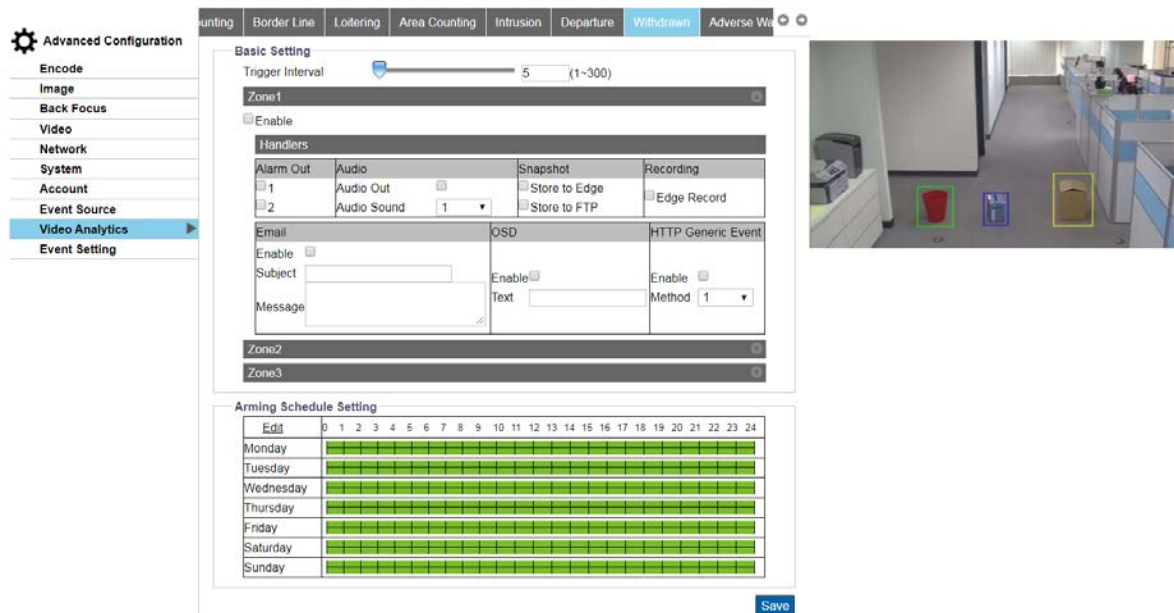 Advanced Configuration
Encode
Image
Back Focus
Video
Network
System
Account
Event Source
Video Analytics
Event Setting
ounting Border Line Loitering Area Counting Intrusion Departure Withdrawn Adverse Wa
Basic Setting
Trigger Interval 5 (1~300)
Zone1
Enable
Handlers
Alarm Out Audio Snapshot Recording
1 Audio Out Store to Edge
Edge Record
2 Audio Sound 1 Store to FTP
Email OSD HTTP Generic Event
Enable
Subject
Enable Enable
Message Text Method 1
Zone2
Zone3
Arming Schedule Setting
Edit 0 1 2 3 4 5 6 7 8 9 10 11 12 13 14 15 16 17 18 19 20 21 22 23 24
Monday
Tuesday
Wednesday
Thursday
Friday
Saturday
Sunday
Save